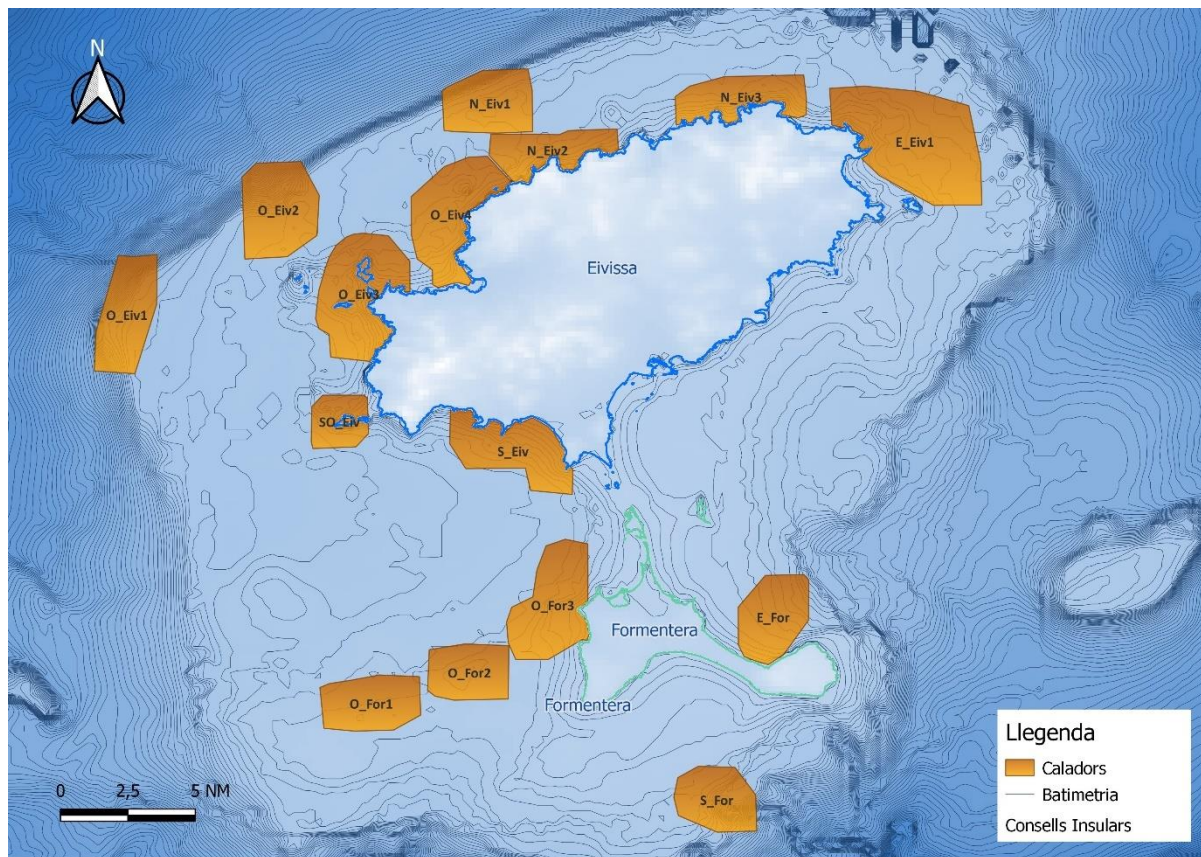 N
N_Eiv1
N_Eiv3
N_Eiv2
E_Eiv1
O_Eiv2
O_Eiv4
Eivissa
O_Eiv3
O_Eiv1
SO_Eiv
S_Eiv
O_For3
E_For
Formentera
O_For2
O_For1
Formentera
S_For
0 2,5 5 NM
Llegenda
Caladors
Batimetria
Consells Insulars